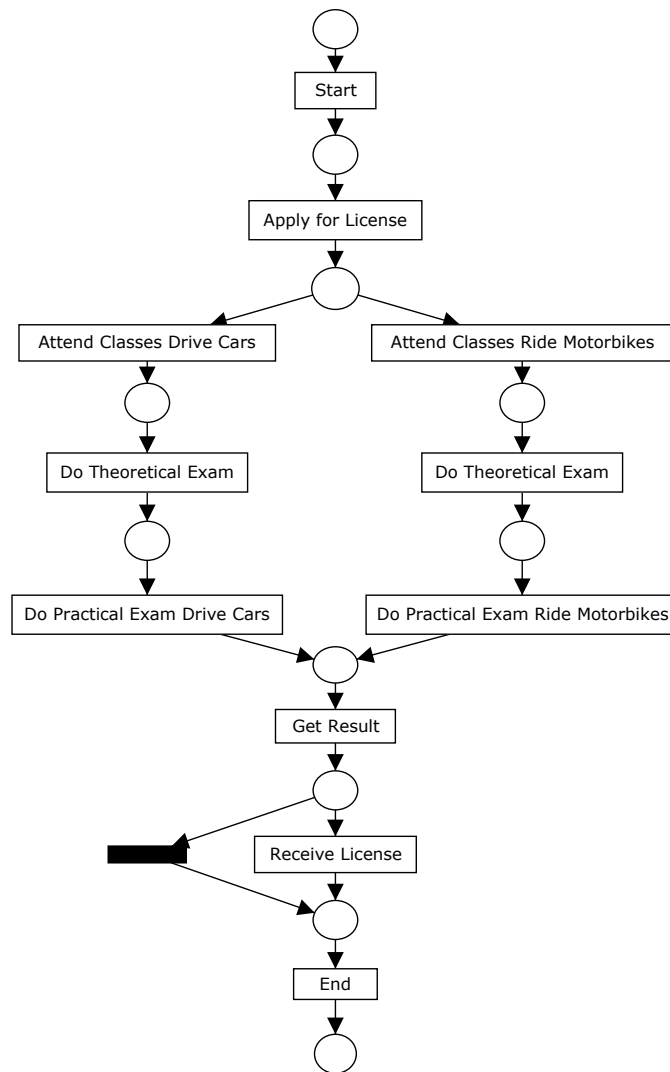 Start
Apply for License
Attend Classes Drive Cars
Attend Classes Ride Motorbikes
Do Theoretical Exam
Do Theoretical Exam
Do Practical Exam Drive Cars
Do Practical Exam Ride Motorbikes
Get Result
Receive License
End